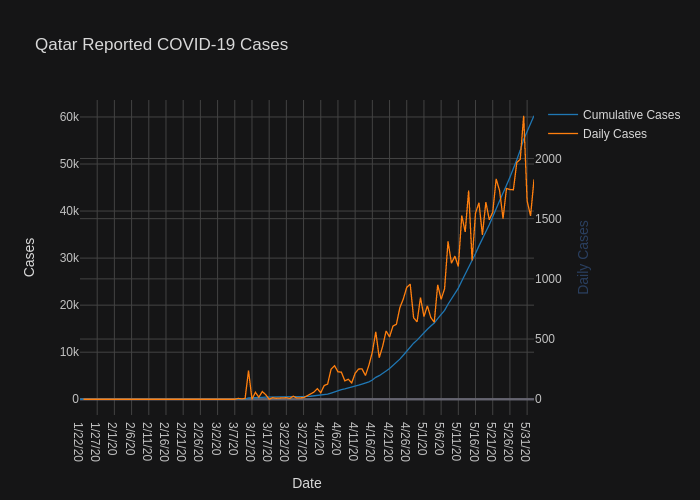 Qatar Reported COVID-19 Cases
Cumulative Cases
Daily Cases
60k
50k
40k
30k
20k
10k
0
Cases
2000
1500
1000
500
0
Daily Cases
1/22/20
1/27/20
2/1/20
2/6/20
2/11/20
2/16/20
2/21/20
2/26/20
3/2/20
3/7/20
3/12/20
3/17/20
3/22/20
3/27/20
4/1/20
4/6/20
4/11/20
4/16/20
4/21/20
4/26/20
5/1/20
5/6/20
5/11/20
5/16/20
5/21/20
5/26/20
5/31/20
Date